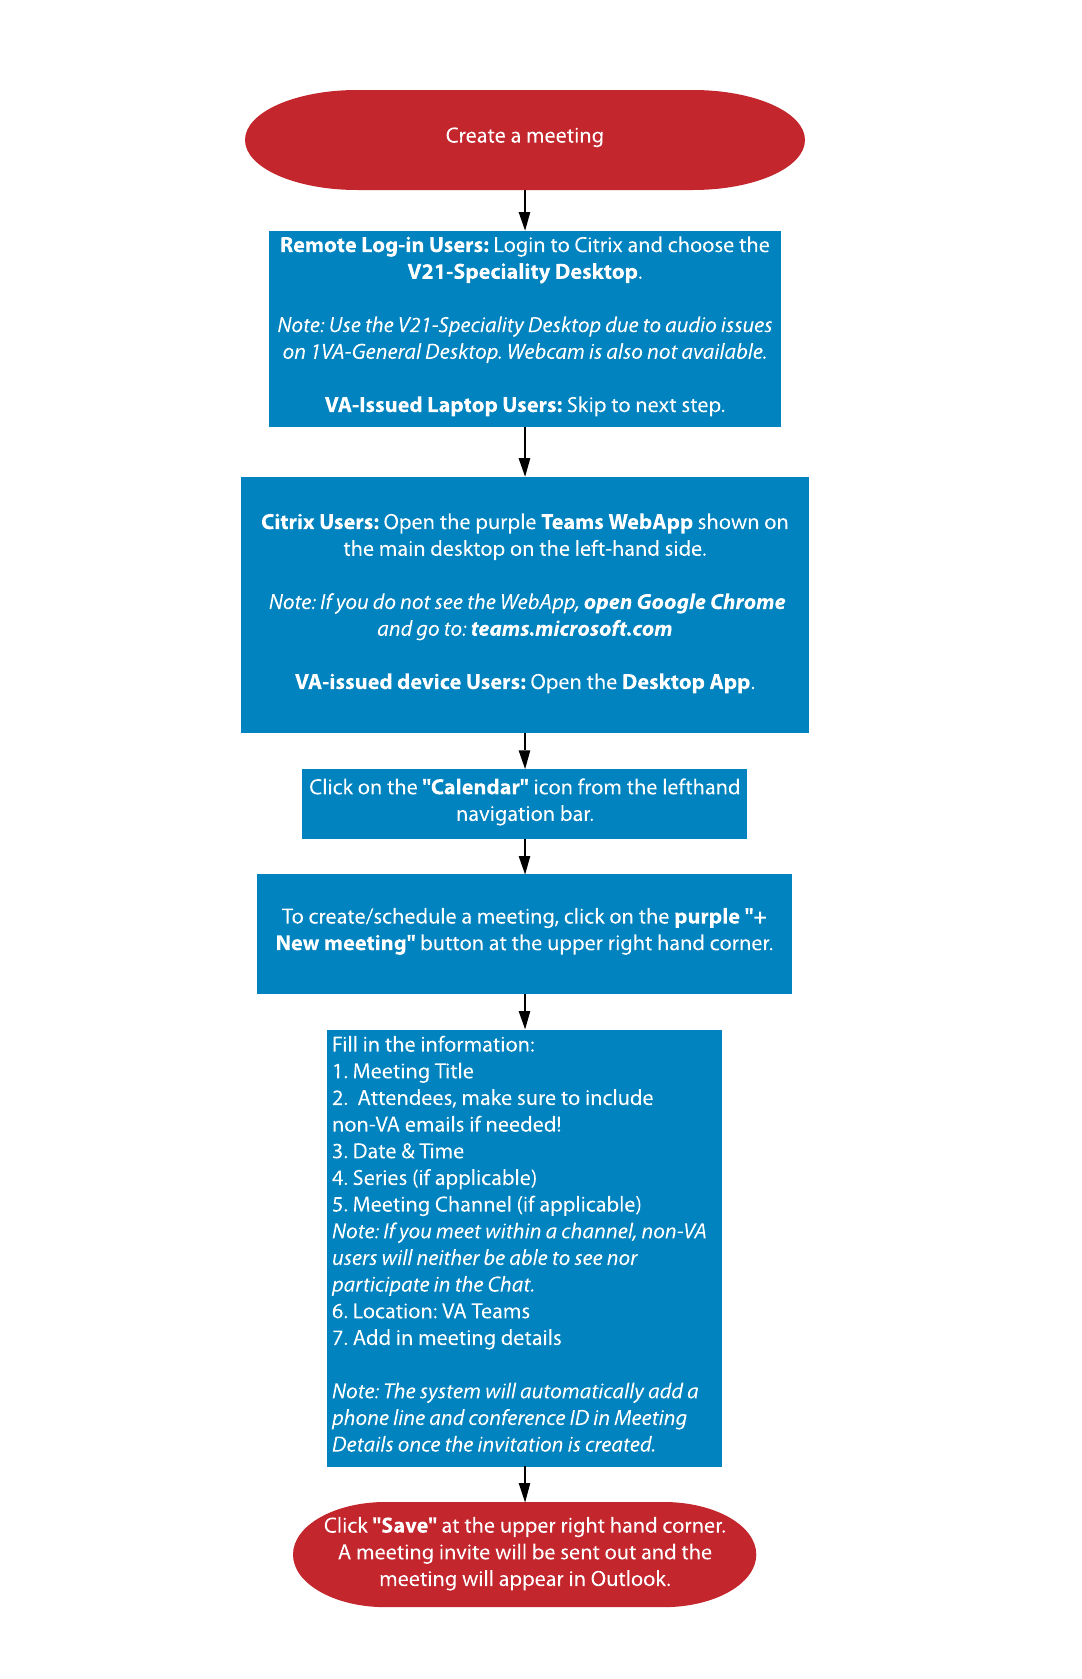 Create a meeting
Remote Log-in Users: Login to Citrix and choose the
V21-Speciality Desktop.
Note: Use the V21-Speciality Desktop due to audio issues
on 1VA-General Desktop. Webcam is also not available.
VA-Issued Laptop Users: Skip to next step.
Citrix Users: Open the purple Teams WebApp shown on
the main desktop on the left-hand side.
Note: If you do not see the WebApp, open Google Chrome
and go to: teams.microsoft.com
VA-issued device Users: Open the Desktop App.
Click on the "Calendar" icon from the lefthand
navigation bar.
To create/schedule a meeting, click on the purple "+
New meeting" button at the upper right hand corner.
Fill in the information:
1. Meeting Title
2.  Attendees, make sure to include
non-VA emails if needed!
3. Date & Time
4. Series (if applicable)
5. Meeting Channel (if applicable)
Note: If you meet within a channel, non-VA
users will neither be able to see nor
participate in the Chat.
6. Location: VA Teams
7. Add in meeting details
Note: The system will automatically add a
phone line and conference ID in Meeting
Details once the invitation is created.
Click "Save" at the upper right hand corner.
A meeting invite will be sent out and the
meeting will appear in Outlook.